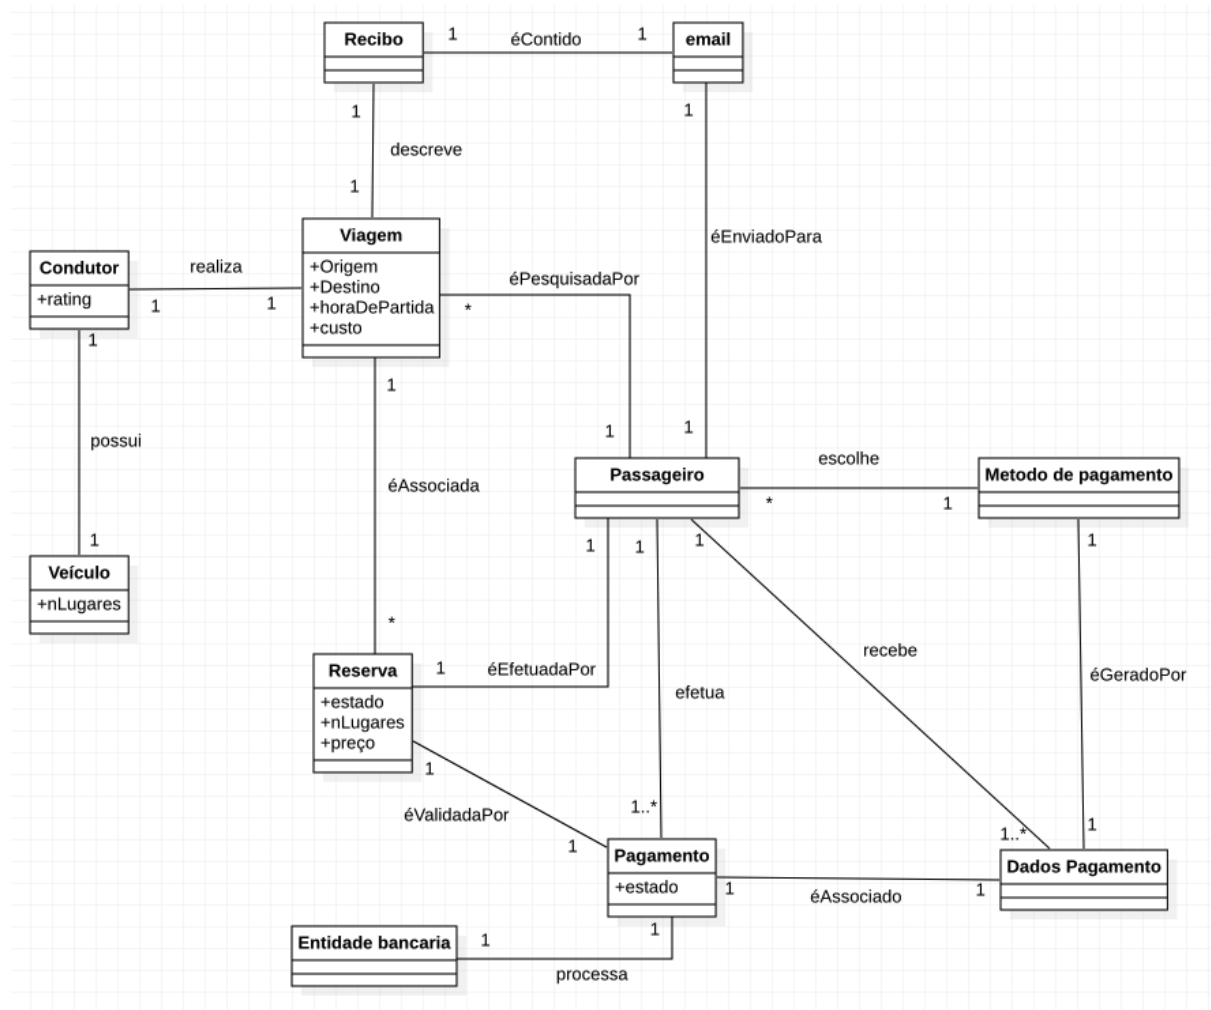 Recibo
1
éContido
1
email
1
descreve
1
1
éEnviadoPara
1
Viagem
+Origem
+Destino
+horaDePartida
+custo
Condutor
+rating
realiza
1
1
éPesquisadaPor
*
1
1
possui
1
Veículo
+nLugares
1
éAssociada
*
Passageiro
escolhe
*
1
Metodo de pagamento
1
1
1
1
recebe
éGeradoPor
Reserva
+estado
+nLugares
+preço
1
éEfetuadaPor
efetua
1
éValidadaPor
1
1..*
1..*
1
Pagamento
+estado
1
éAssociado
1
Dados Pagamento
Entidade bancaria
1
processa
1